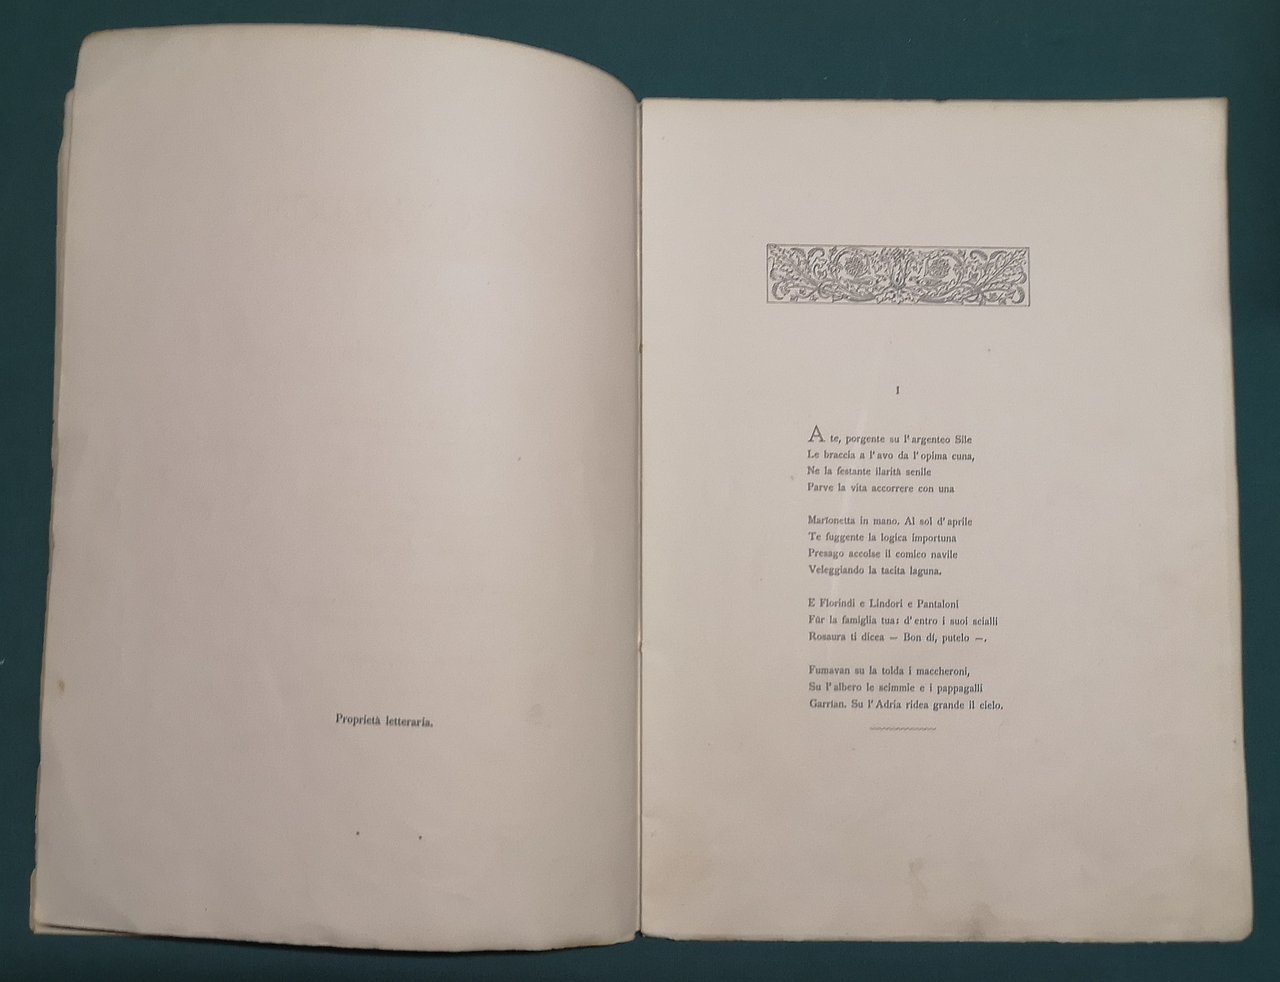 Proprietà letteraria.
I
A te, porgente su l'argenteo Sile
Le braccia a l'avo da l'opima cuna,
Ne la festante ilarità senile
Parve la vita accorrere con una
Marïonetta in mano. Al sol d'aprile
Te fuggente la logica importuna
Presago accolse il comico navile
Veleggiando la tacita laguna.
E Florindi e Lindori e Pantaloni
Fûr la famiglia tua: d'entro i suoi scialli
Rosaura ti dicea — Bon dí, putelo —.
Fumavan su la tolda i maccheroni,
Su l'albero le scimmie e i pappagalli
Garrîan. Su l'Adria ridea grande il cielo.